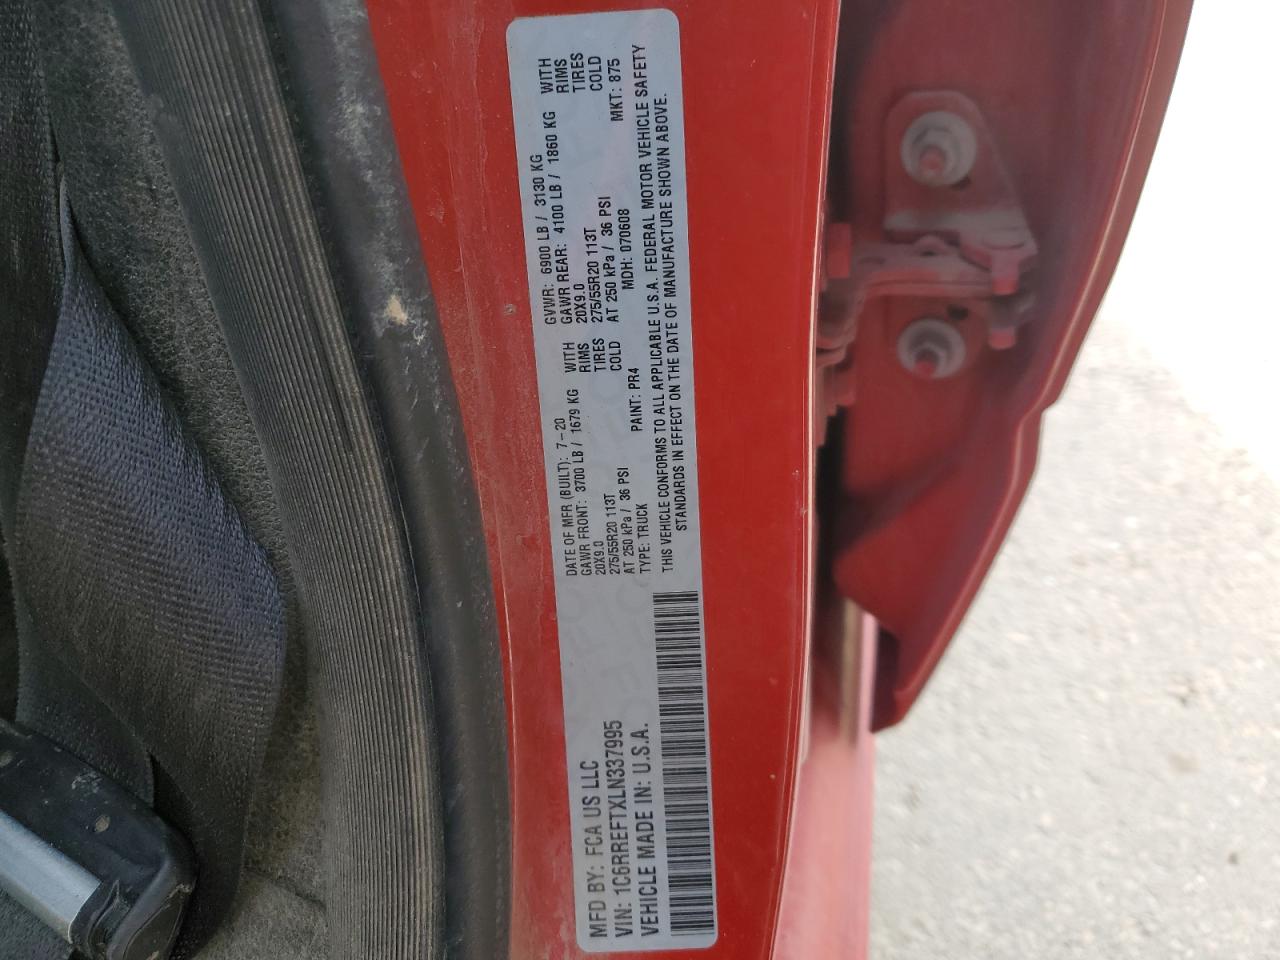 MFD BY: FCA US LLC
VIN: 1C6RREFTXLN337995
VEHICLE MADE IN: U.S.A.
DATE OF MFR (BUILT): 7-20
GAWR FRONT: 3700 LB / 1679 KG WITH
20X9.0 RIMS
275/55R20 113T TIRES
AT 250 kPa / 36 PSI COLD
TYPE: TRUCK PAINT: PR4
GVWR: 6900 LB / 3130 KG
GAWR REAR: 4100 LB / 1860 KG WITH
20X9.0 RIMS
275/55R20 113T TIRES
AT 250 kPa / 36 PSI COLD
MDH: 070608 MKT: 875
THIS VEHICLE CONFORMS TO ALL APPLICABLE U.S.A. FEDERAL MOTOR VEHICLE SAFETY
STANDARDS IN EFFECT ON THE DATE OF MANUFACTURE SHOWN ABOVE.